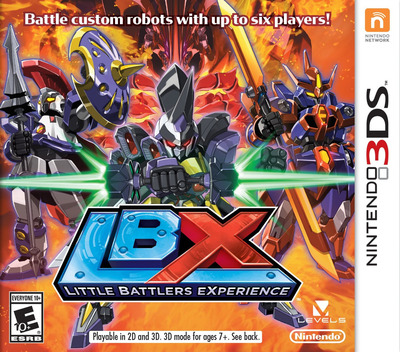 Battle custom robots with up to six players!
NINTENDO
NETWORK
NINTENDO 3DS
LBX
LITTLE BATTLERS EXPERIENCE
EVERYONE 10+
E 10+
ESRB
Playable in 2D and 3D. 3D mode for ages 7+. See back.
LEVEL5
Nintendo